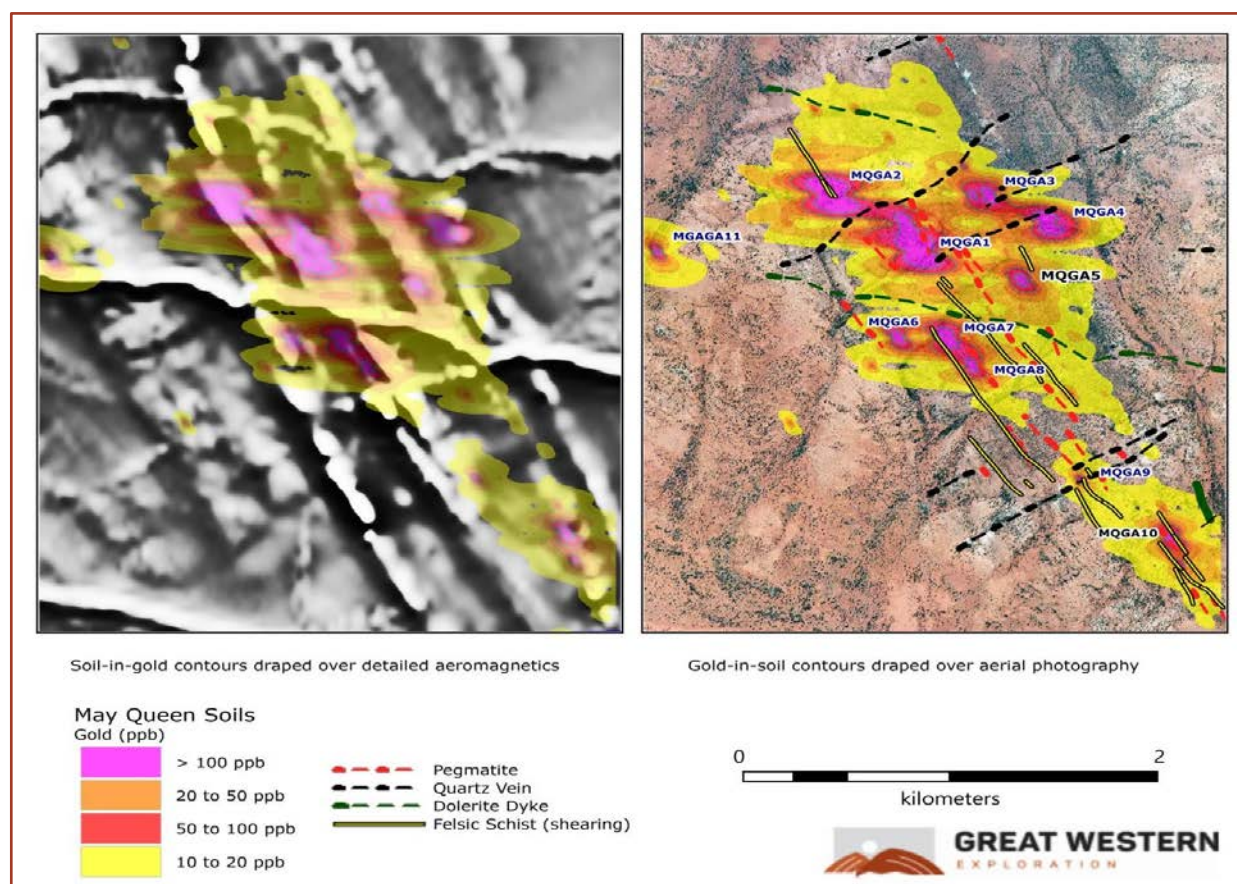 MQGA2
MQGA3
MQGA4
MGAGA11
MQGA1
MQGA5
MQGA6
MQGA7
MQGA8
MQGA9
MQGA10
Soil-in-gold contours draped over detailed aeromagnetics
Gold-in-soil contours draped over aerial photography
May Queen Soils
Gold (ppb)
> 100 ppb
20 to 50 ppb
50 to 100 ppb
10 to 20 ppb
Pegmatite
Quartz Vein
Dolerite Dyke
Felsic Schist (shearing)
0
2
kilometers
GREAT WESTERN
EXPLORATION